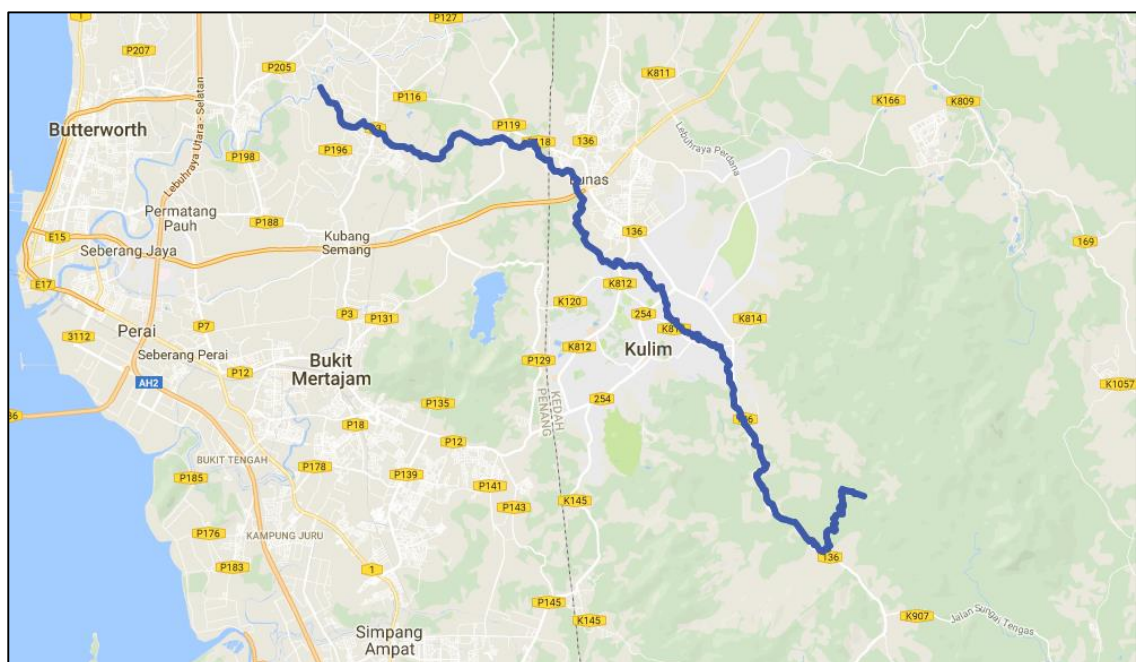 1
P127
P207
P205
K811
K166
K809
P116
P119
136
Butterworth
P198
P196
Lebuhraya Perdana
Lebuhraya Utara - Selatan
Permatang
Pauh
P188
Kubang
Semang
136
169
E15
Seberang Jaya
E17
K812
K120
254
K814
P3
P131
3112
Perai
P7
Seberang Perai
K812
Kulim
P129
P12
Bukit
Mertajam
AH2
K1057
KEDAH
PENANG
254
P135
P18
P12
BUKIT TENGAH
P178
P139
P141
P185
P143
K145
P176
KAMPUNG JURU
136
P183
1
P145
K145
K907
Jalan Sungai Tengas
Simpang
Ampat